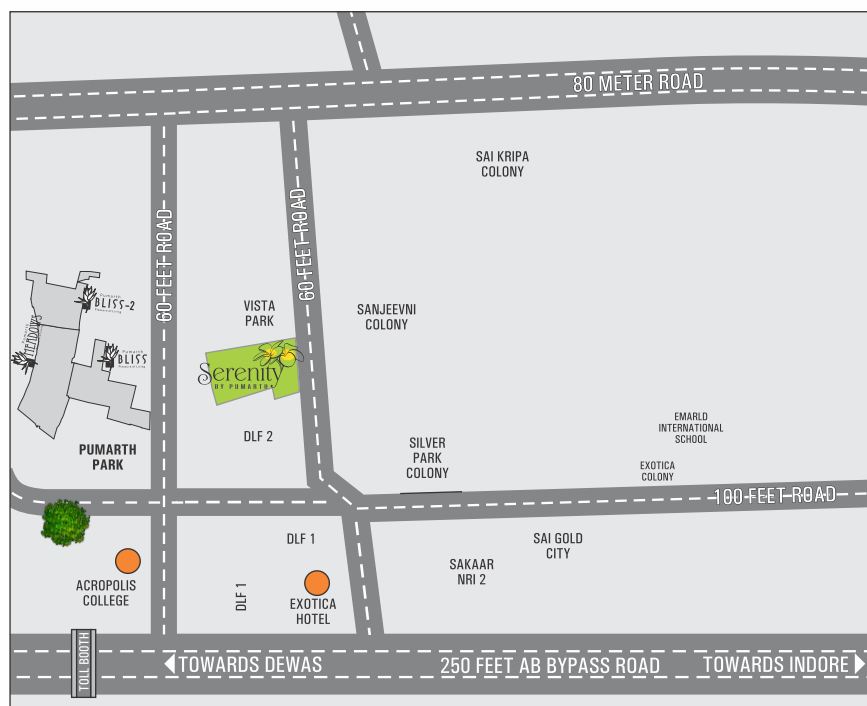 80 METER ROAD
SAI KRIPA
COLONY
60 FEET ROAD
60 FEET ROAD
Pumarth
BLISS-2
VISTA
PARK
SANJEEVNI
COLONY
MEADOWS
Pumarth
BLISS
Serenity
BY PUMARTH
EMARLD
INTERNATIONAL
SCHOOL
DLF 2
SILVER
PARK
COLONY
PUMARTH
PARK
EXOTICA
COLONY
100 FEET ROAD
DLF 1
SAI GOLD
CITY
SAKAAR
NRI 2
ACROPOLIS
COLLEGE
DLF 1
EXOTICA
HOTEL
TOLL BOOTH
TOWARDS DEWAS
250 FEET AB BYPASS ROAD
TOWARDS INDORE